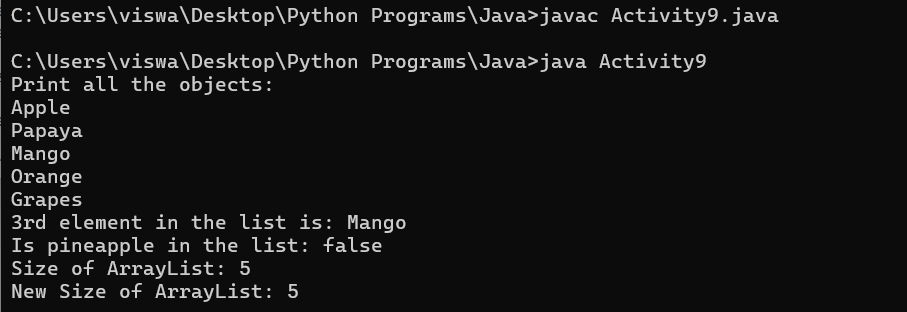 C:\Users\viswa\Desktop\Python Programs\Java>javac Activity9.java
C:\Users\viswa\Desktop\Python Programs\Java>java Activity9
Print all the objects:
Apple
Papaya
Mango
Orange
Grapes
3rd element in the list is: Mango
Is pineapple in the list: false
Size of ArrayList: 5
New Size of ArrayList: 5